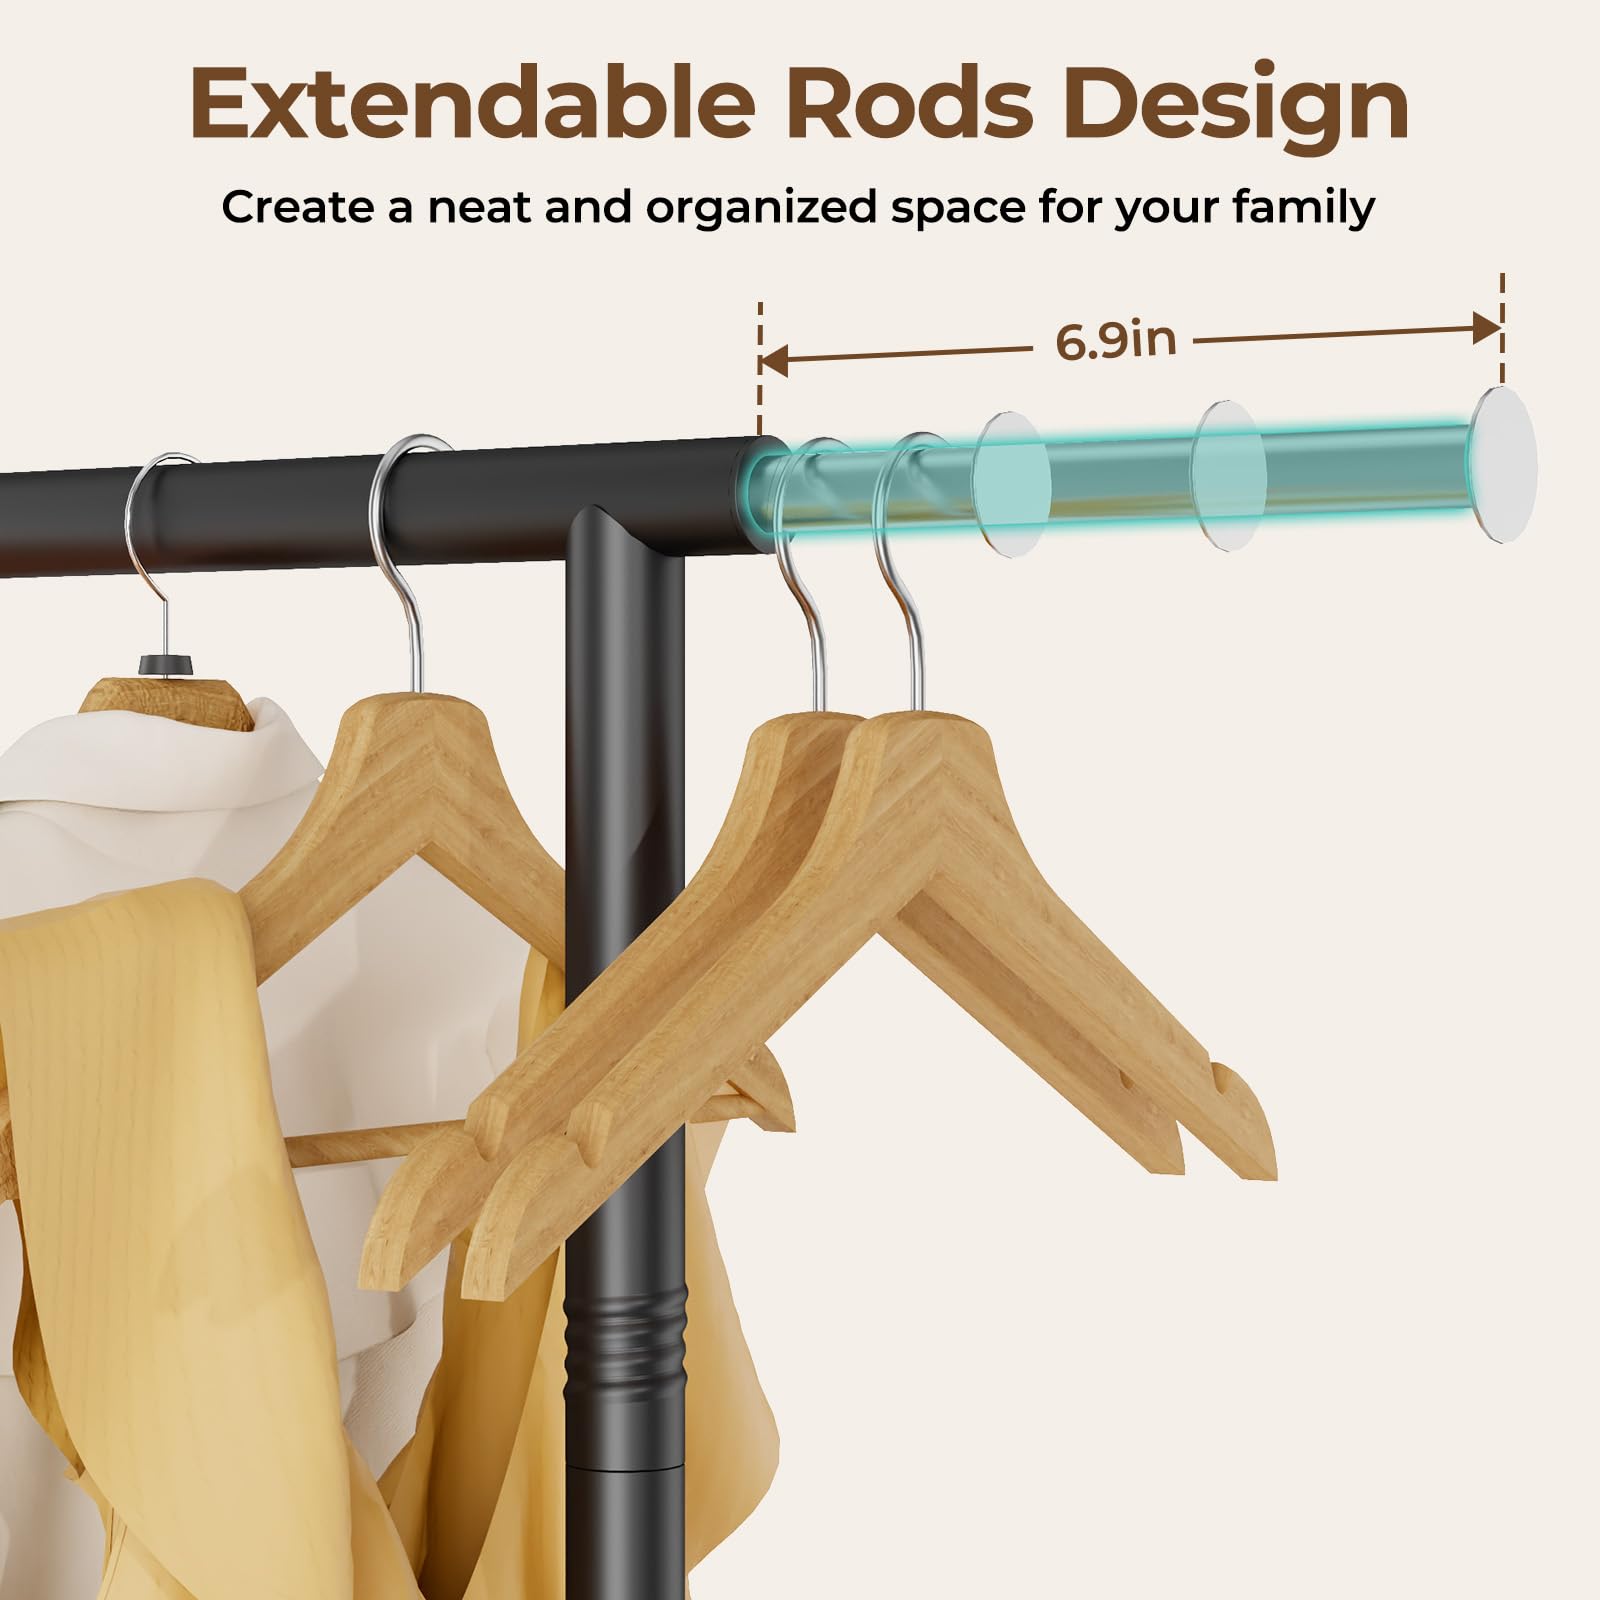 Extendable Rods Design
Create a neat and organized space for your family
6.9in